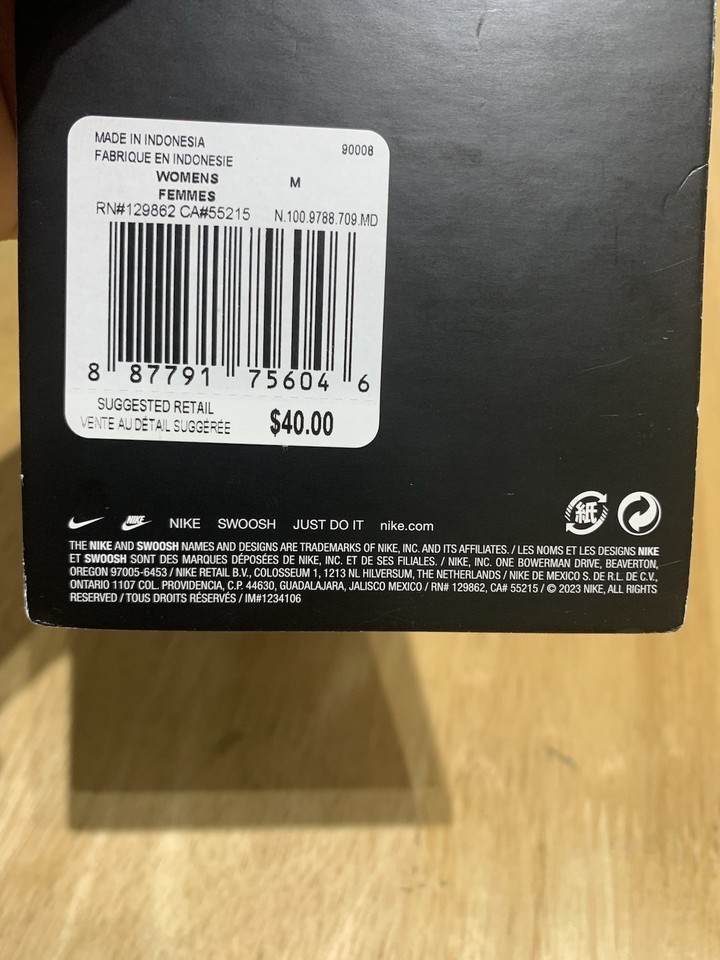 MADE IN INDONESIA
FABRIQUE EN INDONESIE
90008
WOMENS
FEMMES
M
RN#129862 CA#55215
N.100.9788.709.MD
8 87791 75604 6
SUGGESTED RETAIL
VENTE AU DÉTAIL SUGGÉRÉE
$40.00
紙
NIKE NIKE SWOOSH JUST DO IT nike.com
THE NIKE AND SWOOSH NAMES AND DESIGNS ARE TRADEMARKS OF NIKE, INC. AND ITS AFFILIATES. / LES NOMS ET LES DESIGNS NIKE
ET SWOOSH SONT DES MARQUES DÉPOSÉES DE NIKE, INC. ET DE SES FILIALES. / NIKE, INC. ONE BOWERMAN DRIVE, BEAVERTON,
OREGON 97005-6453 / NIKE RETAIL B.V., COLOSSEUM 1, 1213 NL HILVERSUM, THE NETHERLANDS / NIKE DE MEXICO S. DE R.L. DE C.V.,
ONTARIO 1107 COL. PROVIDENCIA, C.P. 44630, GUADALAJARA, JALISCO MEXICO / RN# 129862, CA# 55215 / © 2023 NIKE, ALL RIGHTS
RESERVED / TOUS DROITS RÉSERVÉS / IM#1234106